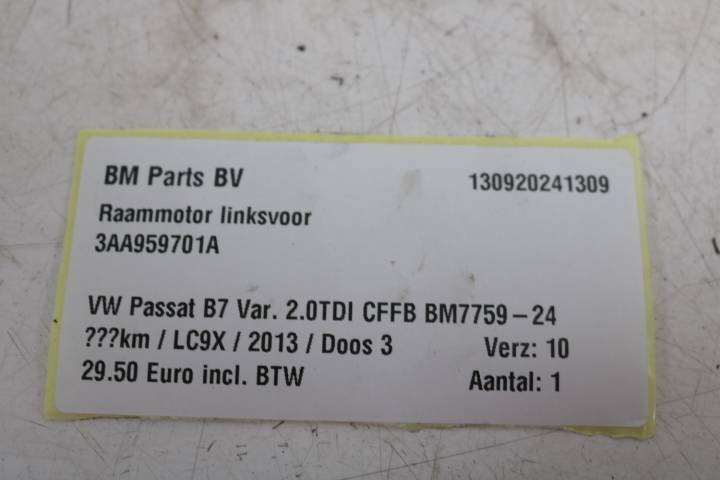 BM Parts BV 130920241309
Raammotor linksvoor
3AA959701A
VW Passat B7 Var. 2.0TDI CFFB BM7759-24
???km / LC9X / 2013 / Doos 3 Verz: 10
29.50 Euro incl. BTW Aantal: 1